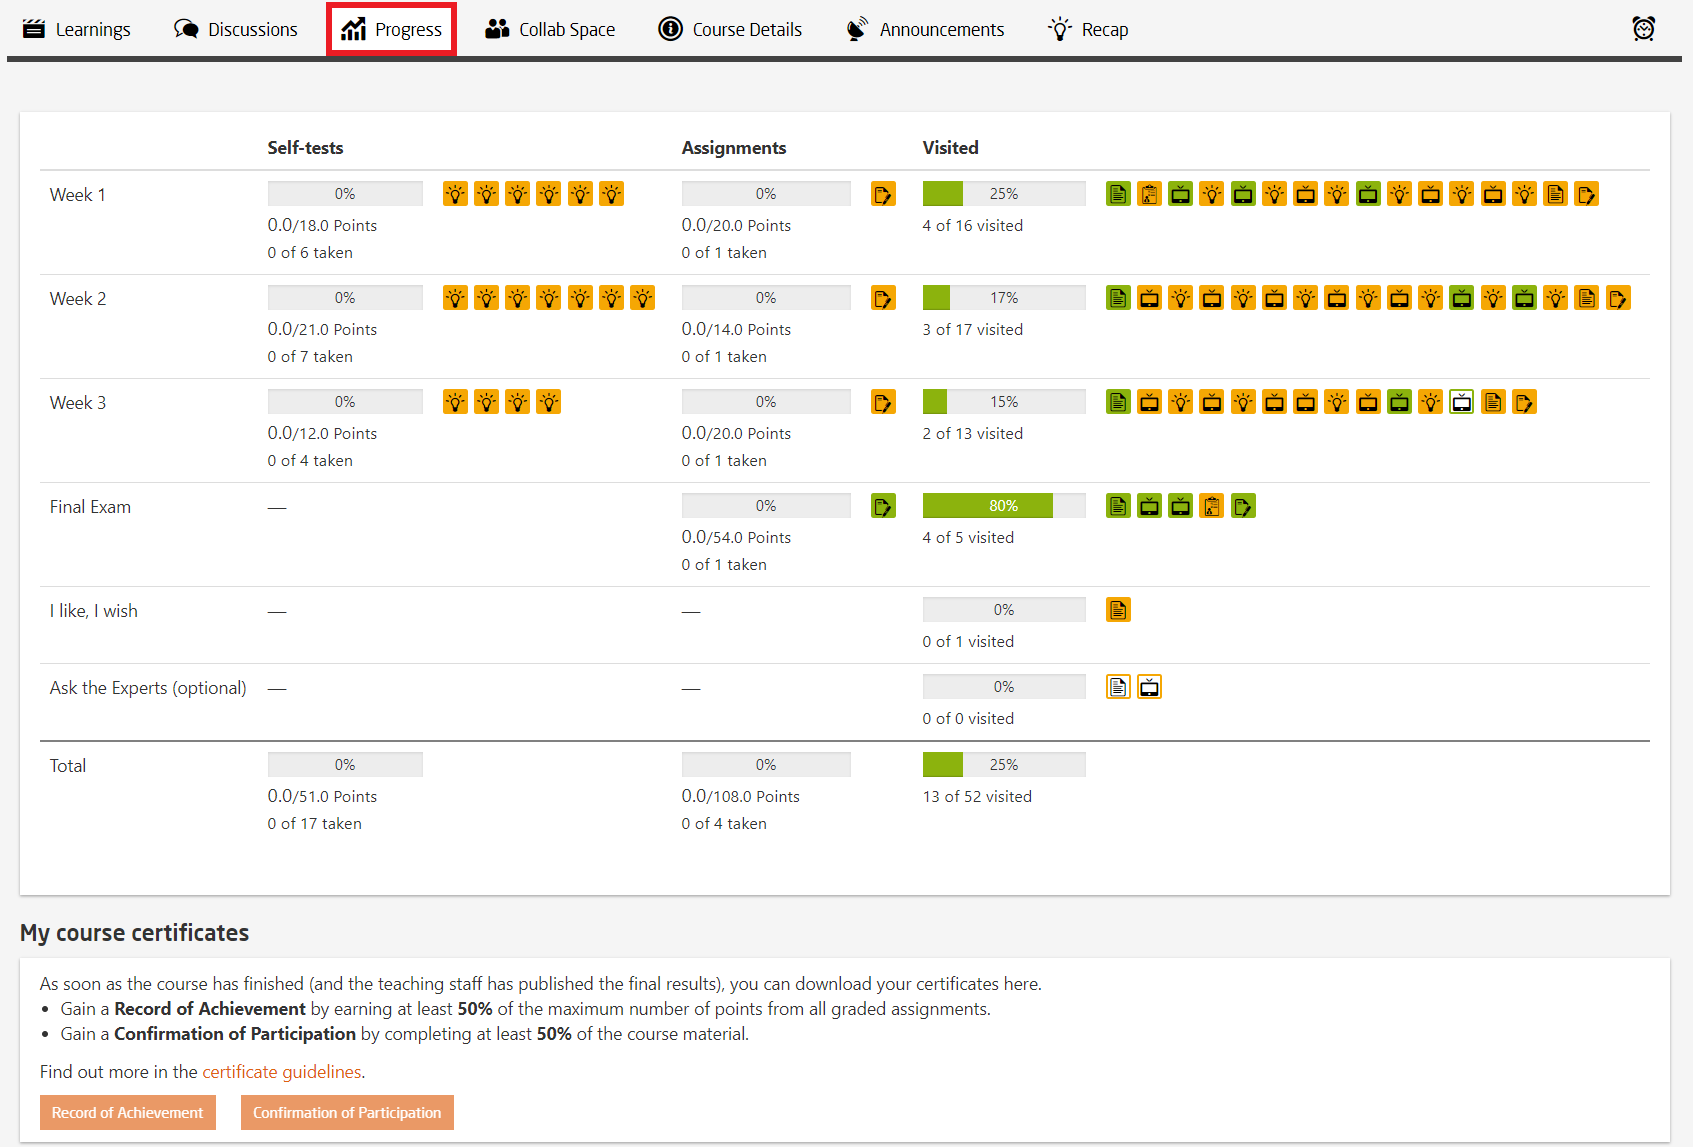 Learnings Discussions Progress Collab Space Course Details Announcements Recap
Self-tests Assignments Visited
Week 1 0% 0% 25%
0.0/18.0 Points 0.0/20.0 Points 4 of 16 visited
0 of 6 taken 0 of 1 taken
Week 2 0% 0% 17%
0.0/21.0 Points 0.0/14.0 Points 3 of 17 visited
0 of 7 taken 0 of 1 taken
Week 3 0% 0% 15%
0.0/12.0 Points 0.0/20.0 Points 2 of 13 visited
0 of 4 taken 0 of 1 taken
Final Exam — 0% 80%
0.0/54.0 Points 4 of 5 visited
0 of 1 taken
I like, I wish — — 0%
0 of 1 visited
Ask the Experts (optional) — — 0%
0 of 0 visited
Total 0% 0% 25%
0.0/51.0 Points 0.0/108.0 Points 13 of 52 visited
0 of 17 taken 0 of 4 taken
My course certificates
As soon as the course has finished (and the teaching staff has published the final results), you can download your certificates here.
• Gain a Record of Achievement by earning at least 50% of the maximum number of points from all graded assignments.
• Gain a Confirmation of Participation by completing at least 50% of the course material.
Find out more in the certificate guidelines.
Record of Achievement Confirmation of Participation